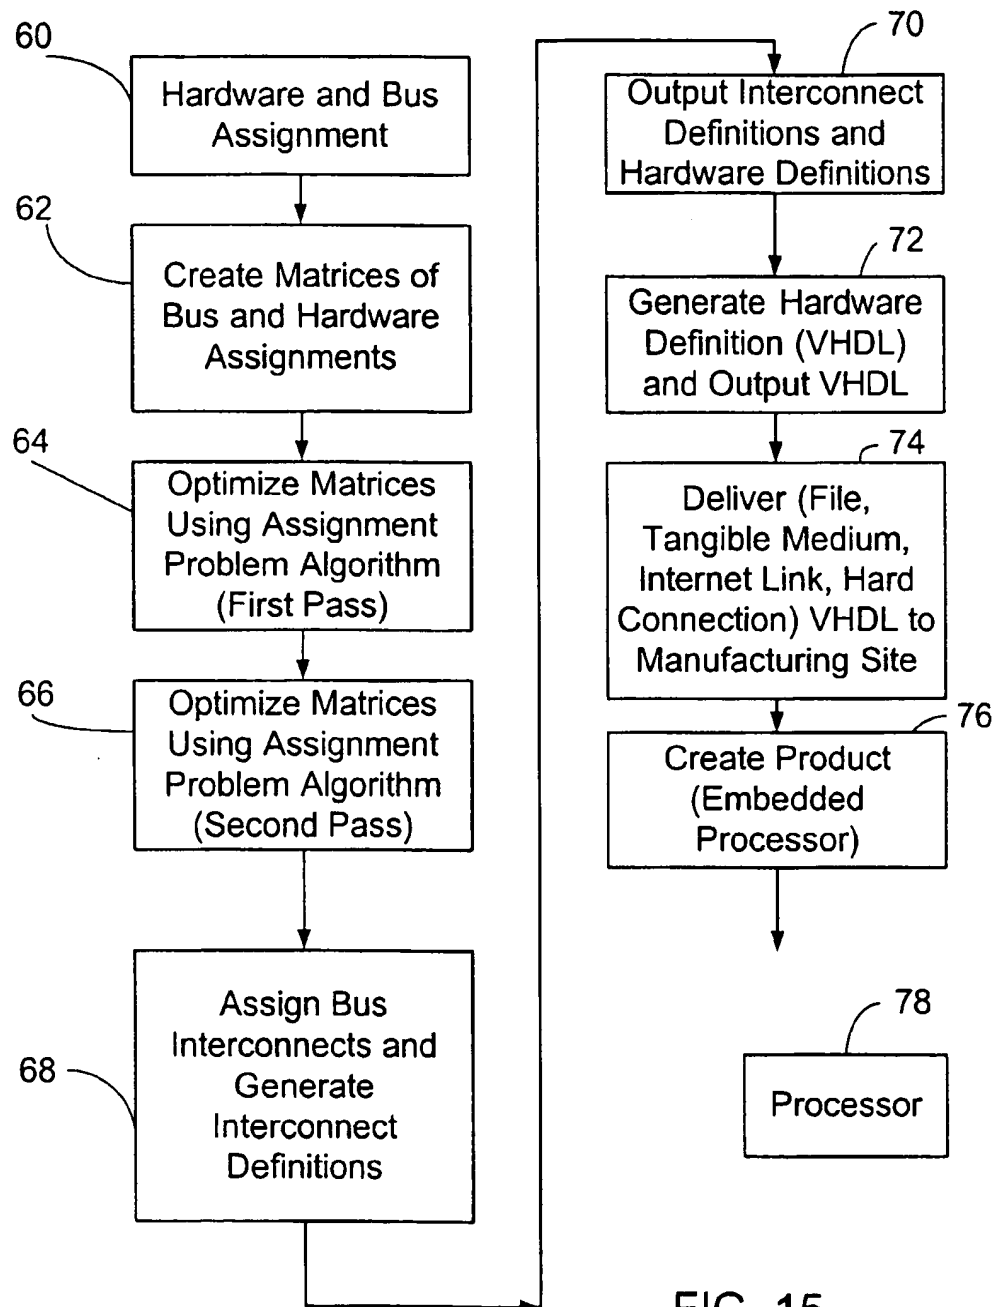 60
Hardware and Bus
Assignment
62
Create Matrices of
Bus and Hardware
Assignments
64
Optimize Matrices
Using Assignment
Problem Algorithm
(First Pass)
66
Optimize Matrices
Using Assignment
Problem Algorithm
(Second Pass)
68
Assign Bus
Interconnects and
Generate
Interconnect
Definitions
70
Output Interconnect
Definitions and
Hardware Definitions
72
Generate Hardware
Definition (VHDL)
and Output VHDL
74
Deliver (File,
Tangible Medium,
Internet Link, Hard
Connection) VHDL to
Manufacturing Site
76
Create Product
(Embedded
Processor)
78
Processor
FIG. 15